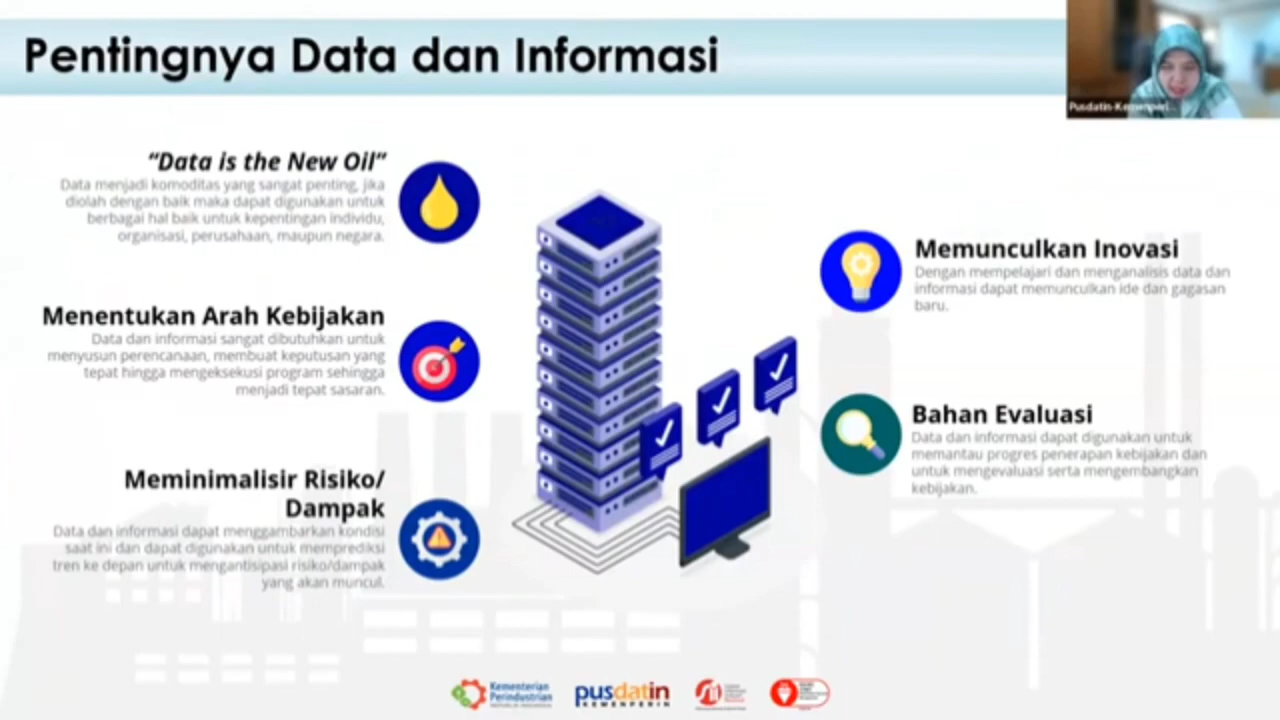 Pentingnya Data dan Informasi
Pusdatin-Kemenperi...
“Data is the New Oil”
Data menjadi komoditas yang sangat penting, jika
diolah dengan baik maka dapat digunakan untuk
berbagai hal baik untuk kepentingan individu,
organisasi, perusahaan, maupun negara.
Menentukan Arah Kebijakan
Data dan informasi sangat dibutuhkan untuk
menyusun perencanaan, membuat keputusan yang
tepat hingga mengeksekusi program sehingga
menjadi tepat sasaran.
Meminimalisir Risiko/
Dampak
Data dan informasi dapat menggambarkan kondisi
saat ini dan dapat digunakan untuk memprediksi
tren ke depan untuk mengantisipasi risiko/dampak
yang akan muncul.
Memunculkan Inovasi
Dengan mempelajari dan menganalisis data dan
informasi dapat memunculkan ide dan gagasan
baru.
Bahan Evaluasi
Data dan informasi dapat digunakan untuk
memantau progres penerapan kebijakan dan
untuk mengevaluasi serta mengembangkan
kebijakan.
Kementerian
Perindustrian
REPUBLIK INDONESIA
pusdatin
KEMENPERIN